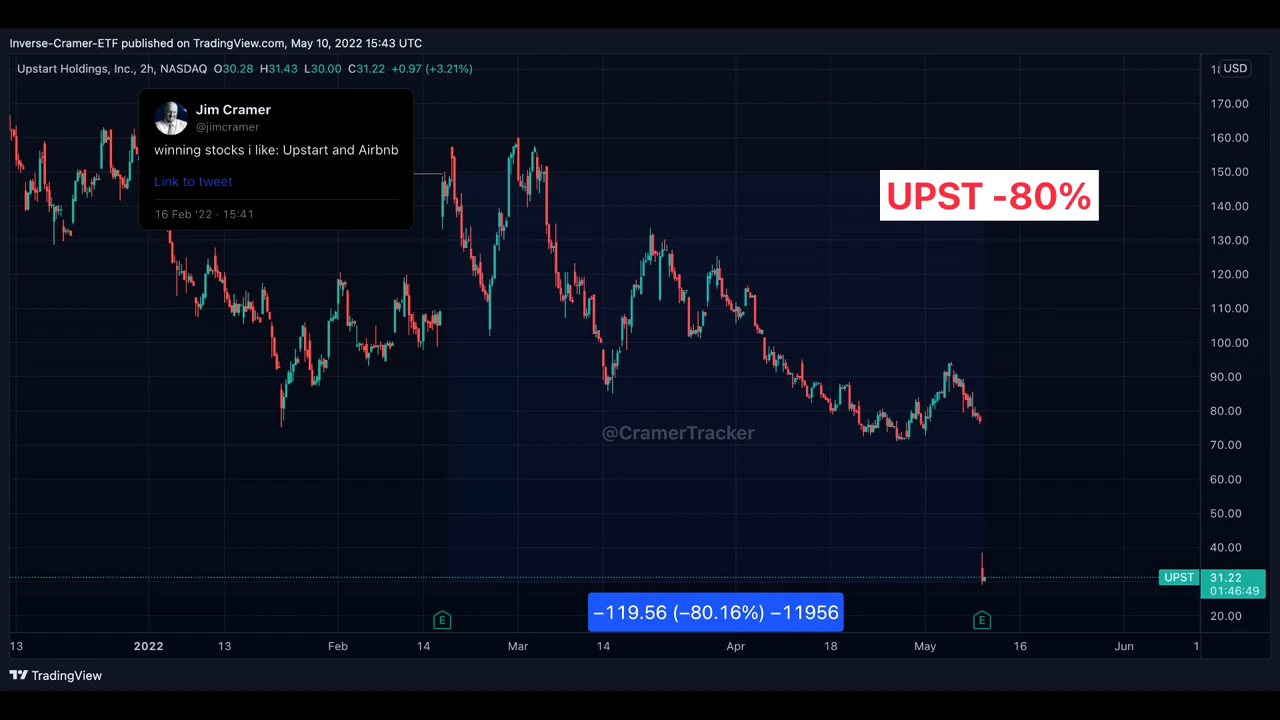 Inverse-Cramer-ETF published on TradingView.com, May 10, 2022 15:43 UTC
Upstart Holdings, Inc., 2h, NASDAQ O30.28 H31.43 L30.00 C31.22 +0.97 (+3.21%)
USD
Jim Cramer
@jimcramer
winning stocks i like: Upstart and Airbnb
Link to tweet
16 Feb '22 · 15:41
UPST -80%
170.00
160.00
150.00
140.00
130.00
120.00
110.00
100.00
90.00
80.00
@CramerTracker
70.00
60.00
50.00
40.00
UPST 31.22
01:46:49
20.00
−119.56 (−80.16%) −11956
E E
13 2022 13 Feb 14 Mar 14 Apr 18 May 16 Jun 1
TradingView